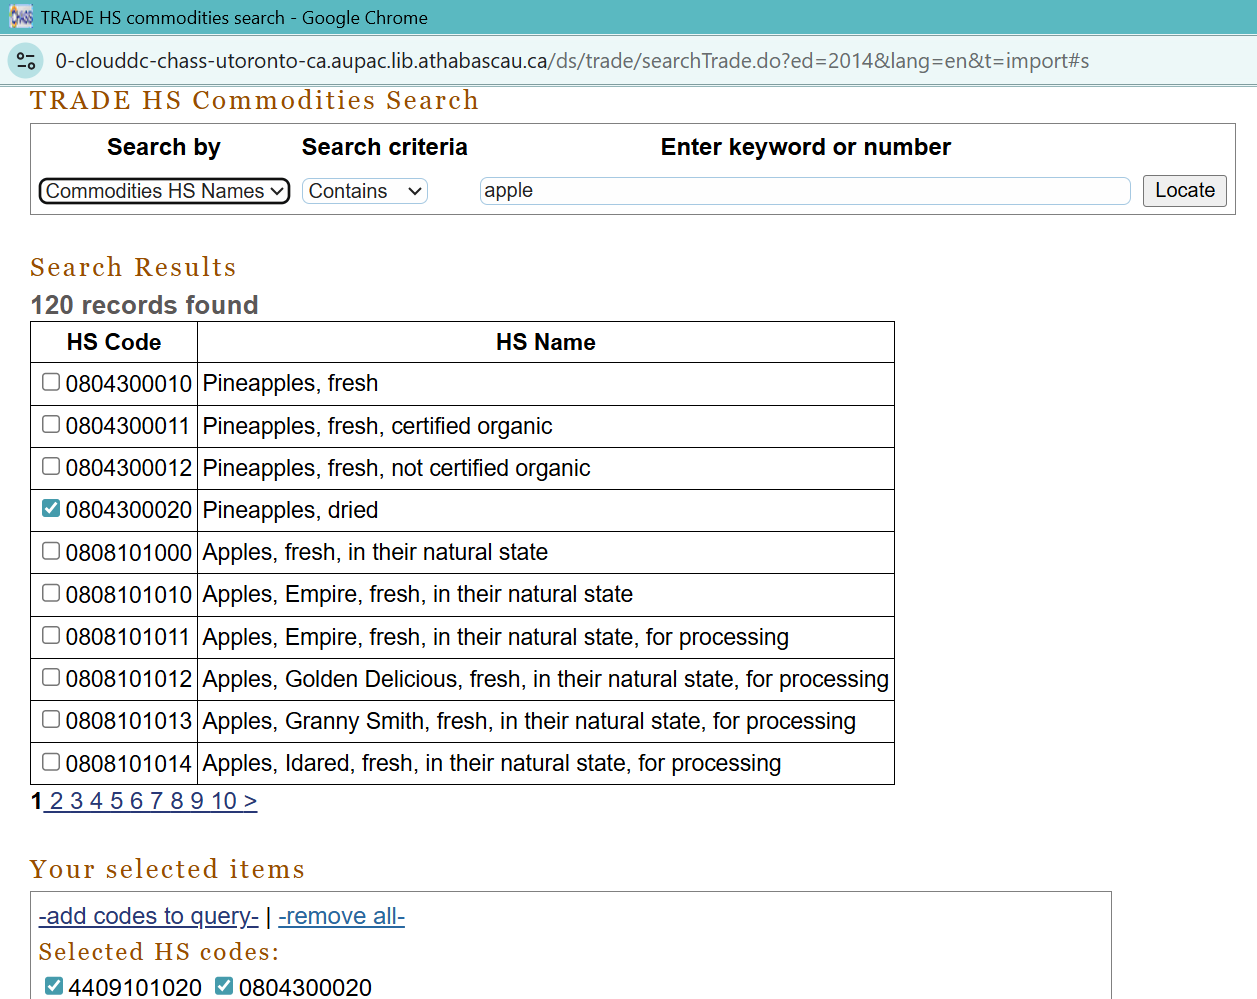 CHASS TRADE HS commodities search - Google Chrome
0-clouddc-chass-utoronto-ca.aupac.lib.athabascau.ca/ds/trade/searchTrade.do?ed=2014&lang=en&t=import#s
TRADE HS Commodities Search
Search by Search criteria Enter keyword or number
Commodities HS Names Contains apple Locate
Search Results
120 records found
HS Code HS Name
0804300010 Pineapples, fresh
0804300011 Pineapples, fresh, certified organic
0804300012 Pineapples, fresh, not certified organic
0804300020 Pineapples, dried
0808101000 Apples, fresh, in their natural state
0808101010 Apples, Empire, fresh, in their natural state
0808101011 Apples, Empire, fresh, in their natural state, for processing
0808101012 Apples, Golden Delicious, fresh, in their natural state, for processing
0808101013 Apples, Granny Smith, fresh, in their natural state, for processing
0808101014 Apples, Idared, fresh, in their natural state, for processing
1 2 3 4 5 6 7 8 9 10 >
Your selected items
-add codes to query- | -remove all-
Selected HS codes:
4409101020 0804300020